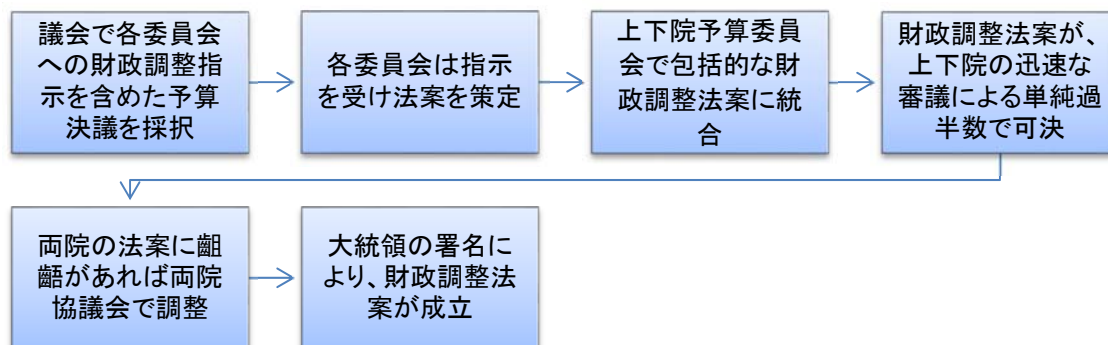 議会で各委員会
への財政調整指
示を含めた予算
決議を採択
各委員会は指示
を受け法案を策定
上下院予算委員
会で包括的な財
政調整法案に統
合
財政調整法案が、
上下院の迅速な
審議による単純過
半数で可決
両院の法案に齟
齬があれば両院
協議会で調整
大統領の署名に
より、財政調整法
案が成立